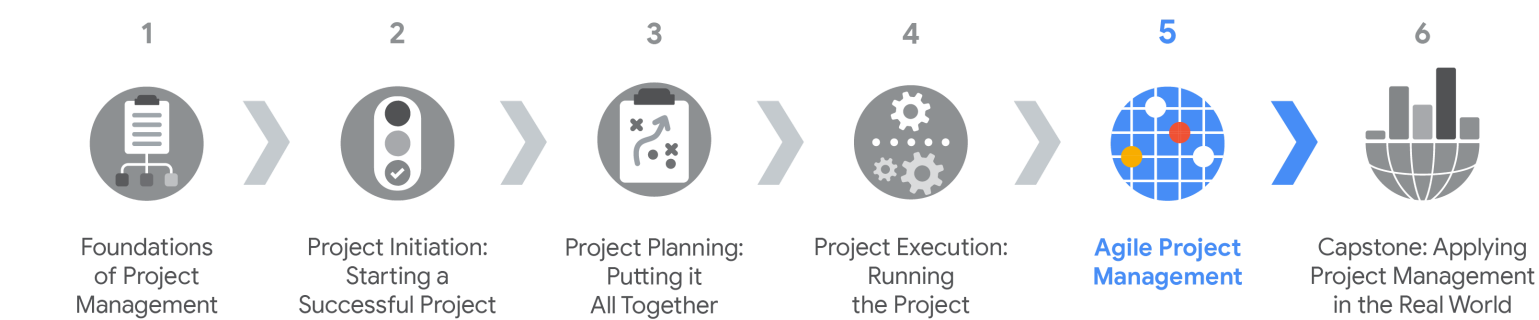 1
2
3
4
5
6
Foundations
of Project
Management
Project Initiation:
Starting a
Successful Project
Project Planning:
Putting it
All Together
Project Execution:
Running
the Project
Agile Project
Management
Capstone: Applying
Project Management
in the Real World